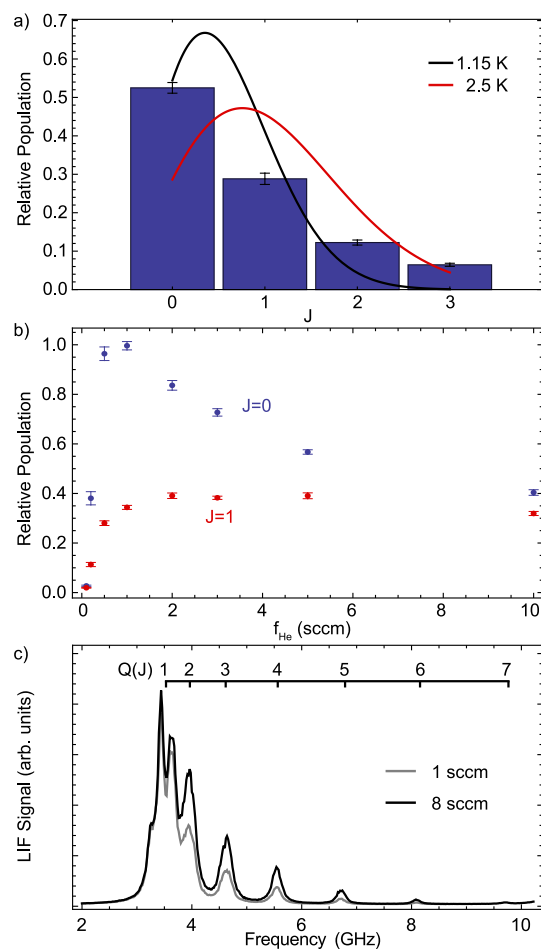 a)
0.7
0.6
0.5
0.4
0.3
0.2
0.1
0.0
Relative Population
1.15 K
2.5 K
0 1 2 3
J
b)
1.0
0.8
0.6
0.4
0.2
0.0
Relative Population
J=0
J=1
0 2 4 6 8 10
fHe (sccm)
c)
Q(J) 1 2 3 4 5 6 7
LIF Signal (arb. units)
1 sccm
8 sccm
2 4 6 8 10
Frequency (GHz)